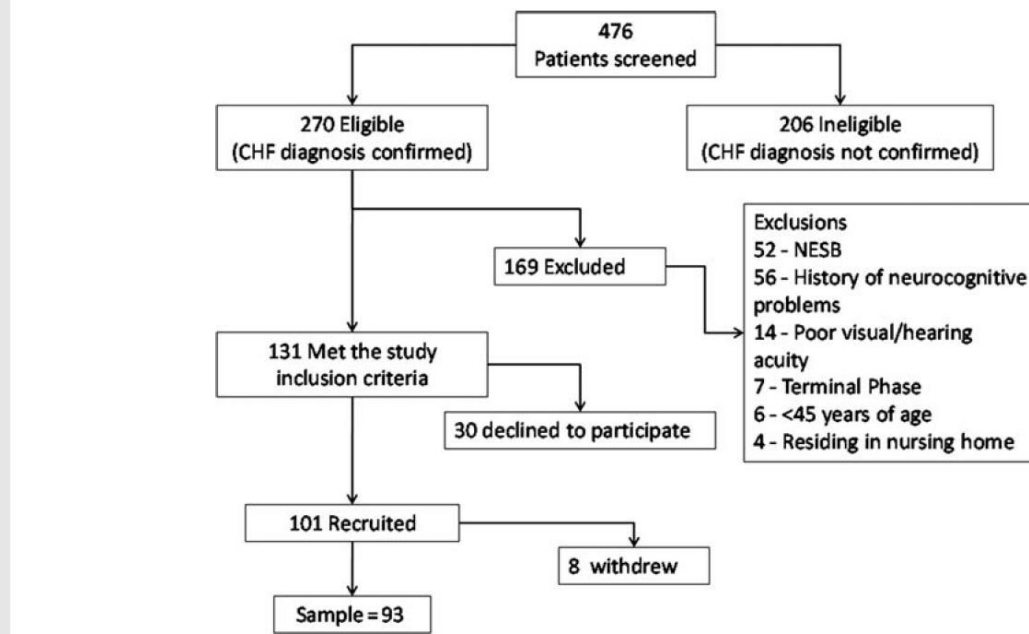 476
Patients screened
270 Eligible
(CHF diagnosis confirmed)
206 Ineligible
(CHF diagnosis not confirmed)
169 Excluded
Exclusions
52 - NESB
56 - History of neurocognitive
problems
14 - Poor visual/hearing
acuity
7 - Terminal Phase
6 - <45 years of age
4 - Residing in nursing home
131 Met the study
inclusion criteria
30 declined to participate
101 Recruited
8 withdrew
Sample = 93